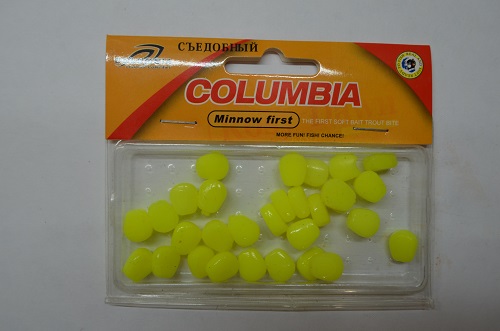 СЪЕДОБНЫЙ
COLUMBIA
Minnow first
THE FIRST SOFT BAIT TROUT BITE
MORE FUN! FISH! CHANCE!